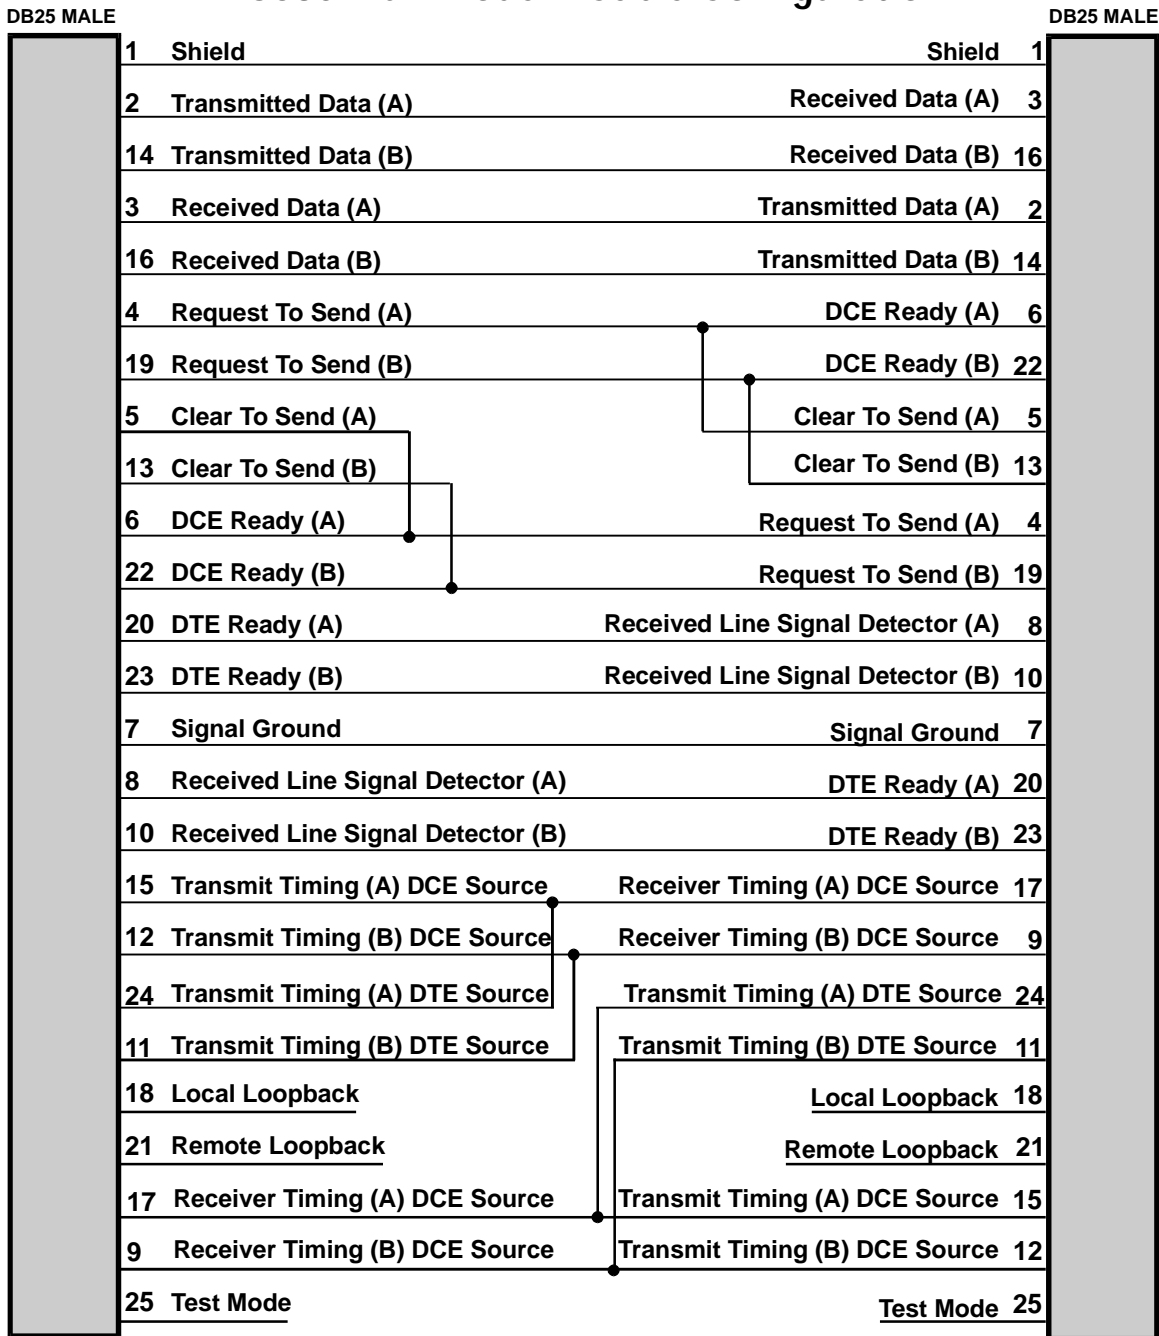 DB25 MALE DB25 MALE
1 Shield Shield 1
2 Transmitted Data (A) Received Data (A) 3
14 Transmitted Data (B) Received Data (B) 16
3 Received Data (A) Transmitted Data (A) 2
16 Received Data (B) Transmitted Data (B) 14
4 Request To Send (A) DCE Ready (A) 6
19 Request To Send (B) DCE Ready (B) 22
5 Clear To Send (A) Clear To Send (A) 5
13 Clear To Send (B) Clear To Send (B) 13
6 DCE Ready (A) Request To Send (A) 4
22 DCE Ready (B) Request To Send (B) 19
20 DTE Ready (A) Received Line Signal Detector (A) 8
23 DTE Ready (B) Received Line Signal Detector (B) 10
7 Signal Ground Signal Ground 7
8 Received Line Signal Detector (A) DTE Ready (A) 20
10 Received Line Signal Detector (B) DTE Ready (B) 23
15 Transmit Timing (A) DCE Source Receiver Timing (A) DCE Source 17
12 Transmit Timing (B) DCE Source Receiver Timing (B) DCE Source 9
24 Transmit Timing (A) DTE Source Transmit Timing (A) DTE Source 24
11 Transmit Timing (B) DTE Source Transmit Timing (B) DTE Source 11
18 Local Loopback Local Loopback 18
21 Remote Loopback Remote Loopback 21
17 Receiver Timing (A) DCE Source Transmit Timing (A) DCE Source 15
9 Receiver Timing (B) DCE Source Transmit Timing (B) DCE Source 12
25 Test Mode Test Mode 25